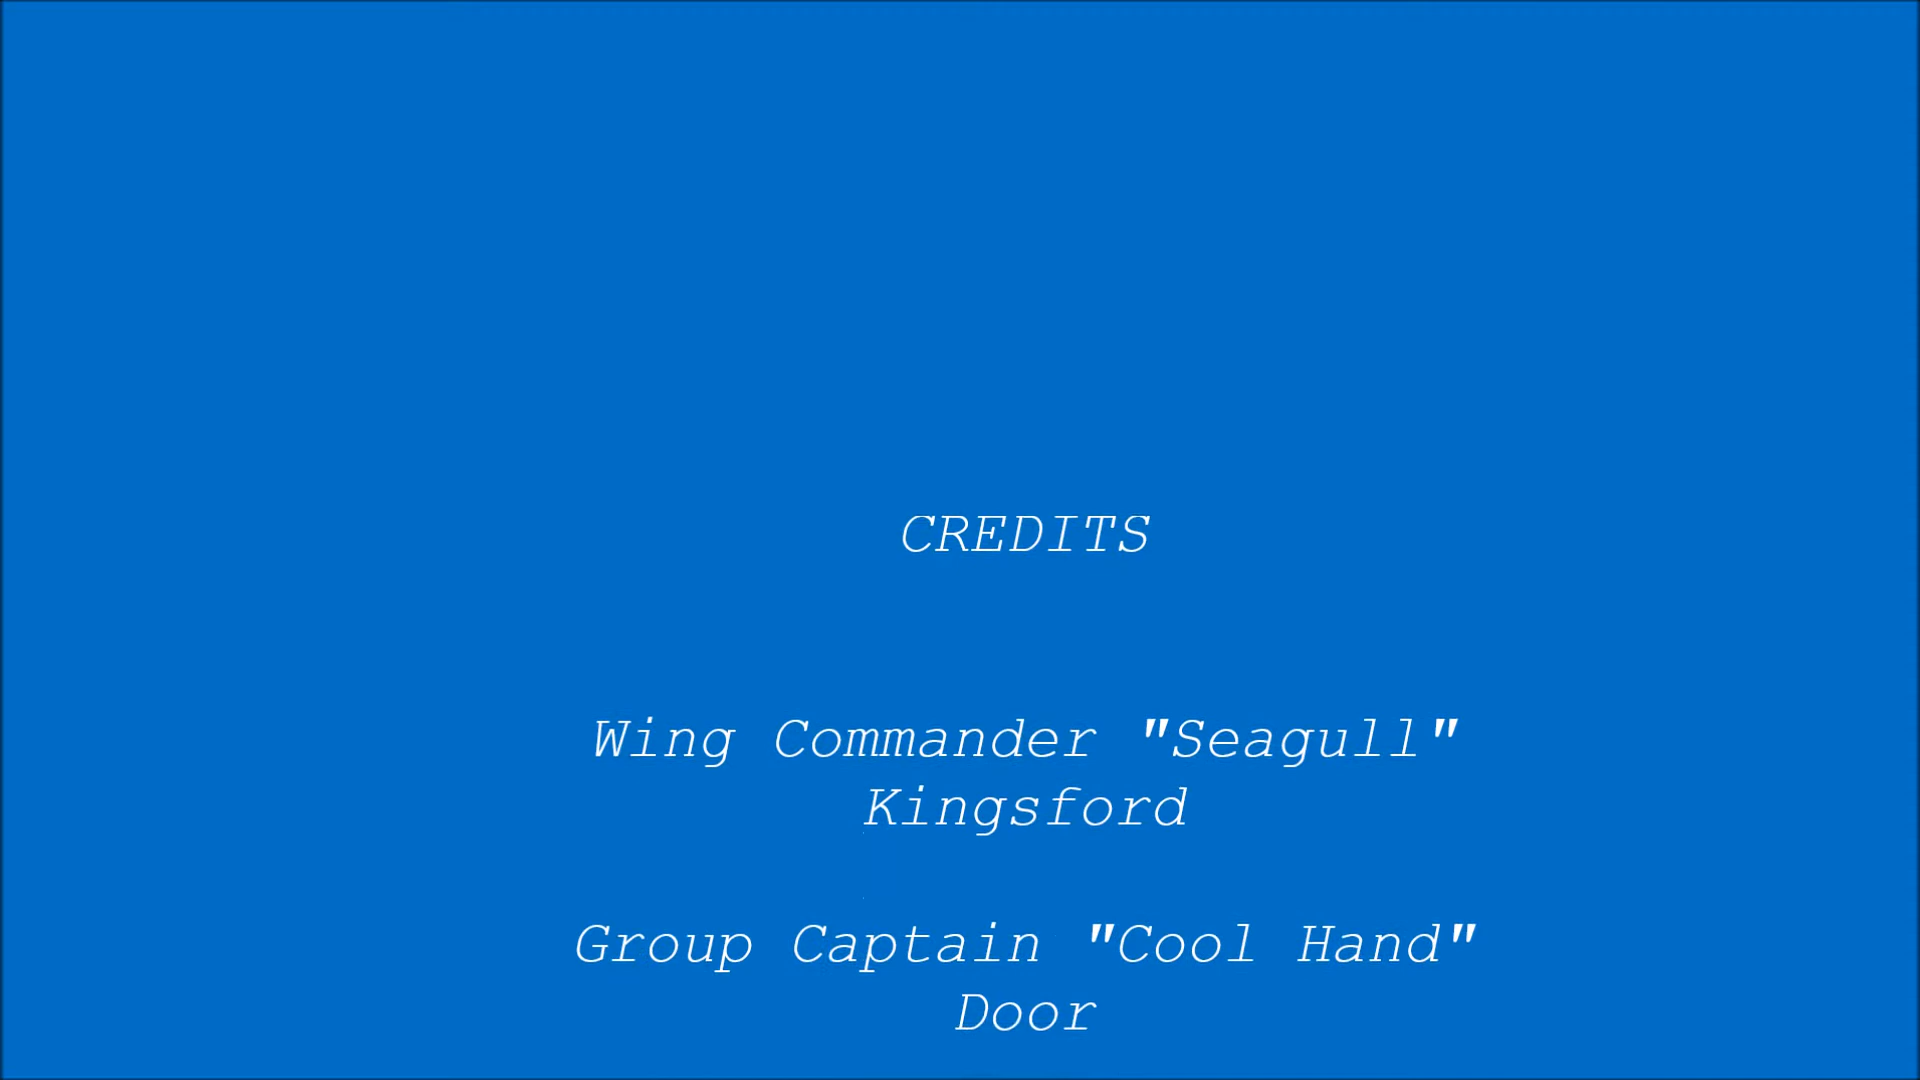 CREDITS
Wing Commander "Seagull"
Kingsford
Group Captain "Cool Hand"
Door